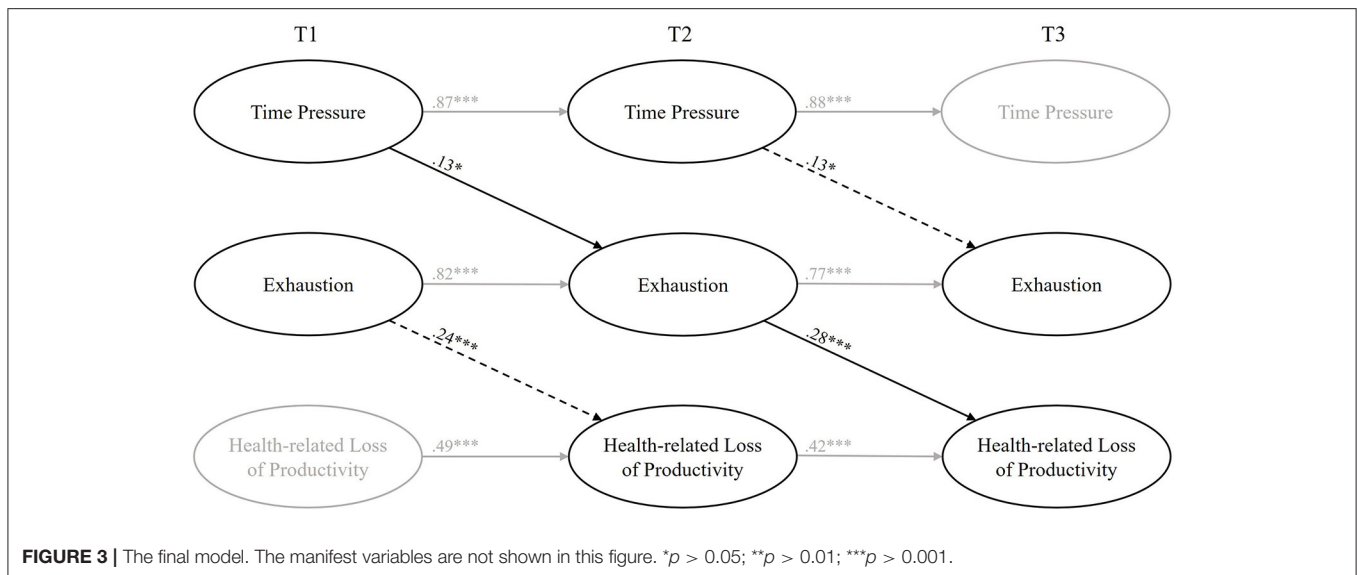 T1 T2 T3
Time Pressure .87*** Time Pressure .88*** Time Pressure
.13* .13*
Exhaustion .82*** Exhaustion .77*** Exhaustion
.24*** .28***
Health-related Loss
of Productivity
.49***
Health-related Loss
of Productivity
.42***
Health-related Loss
of Productivity
FIGURE 3 | The final model. The manifest variables are not shown in this figure. *p > 0.05; **p > 0.01; ***p > 0.001.